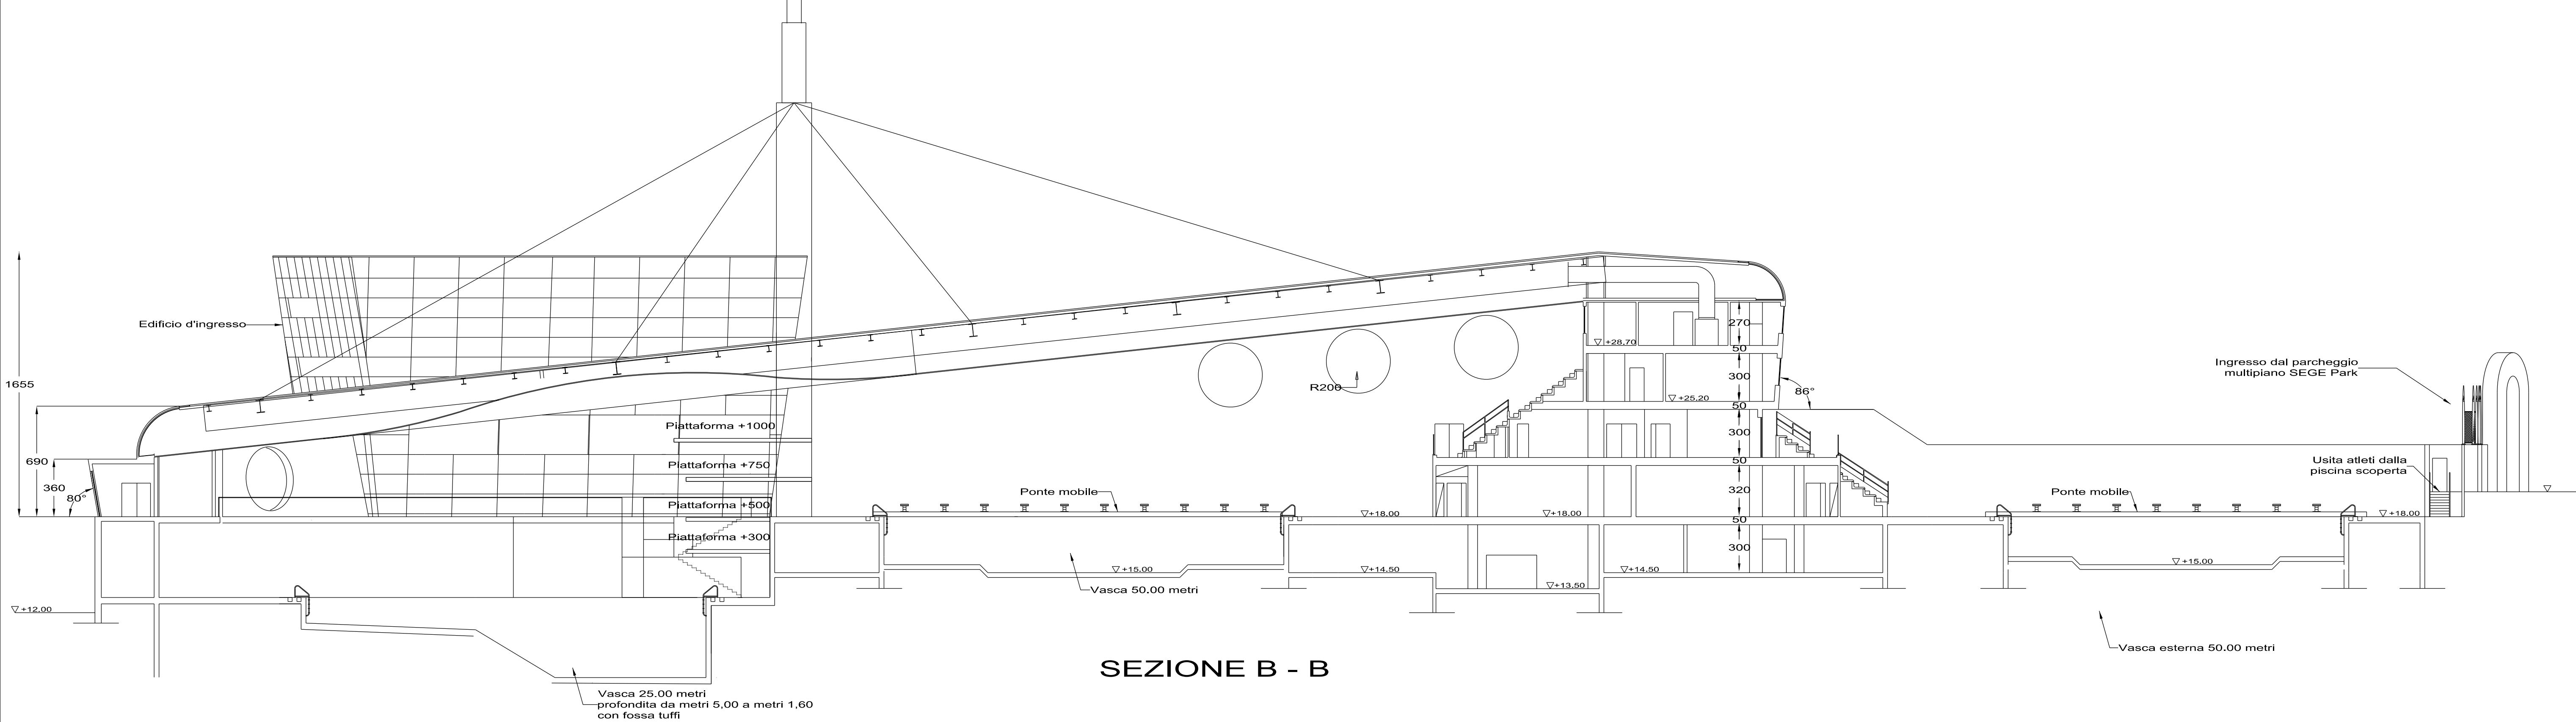 Edificio d'ingresso
1655
690
360
80°
Piattaforma +1000
Piattaforma +750
Piattaforma +500
Piattaforma +300
Ponte mobile
R200
+28,70
+25.20
270
50
300
50
300
50
320
50
300
86°
Ingresso dal parcheggio
multipiano SEGE Park
Usita atleti dalla
piscina scoperta
Ponte mobile
+18.00
+18.00
+18.00
+15.00
+14.50
+13.50
+14.50
+15.00
+12.00
Vasca 50.00 metri
Vasca esterna 50.00 metri
SEZIONE B - B
Vasca 25.00 metri
profondita da metri 5,00 a metri 1,60
con fossa tuffi